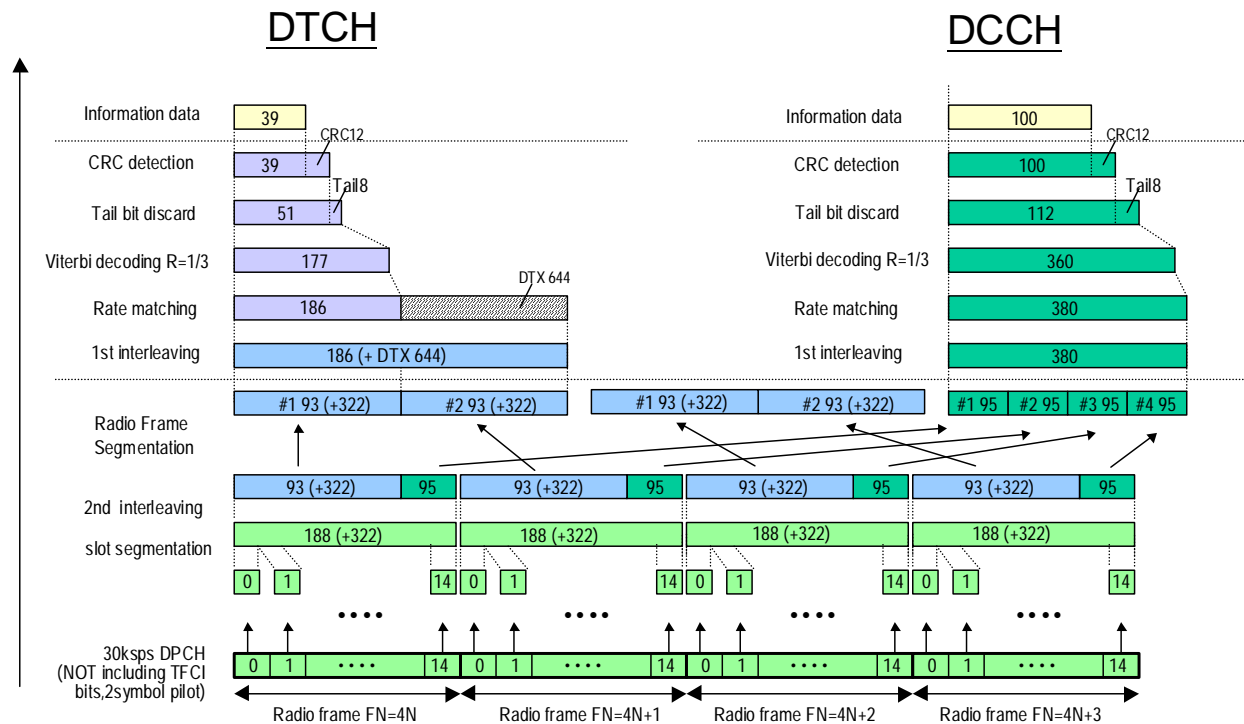 DTCH
DCCH
Information data
39
Information data
100
CRC12
CRC12
CRC detection
39
CRC detection
100
Tail8
Tail8
Tail bit discard
51
Tail bit discard
112
Viterbi decoding R=1/3
177
Viterbi decoding R=1/3
360
DTX 644
Rate matching
186
Rate matching
380
1st interleaving
186 (+ DTX 644)
1st interleaving
380
#1 93 (+322) #2 93 (+322) #1 93 (+322) #2 93 (+322) #1 95 #2 95 #3 95 #4 95
Radio Frame
Segmentation
93 (+322) 95 93 (+322) 95 93 (+322) 95 93 (+322) 95
2nd interleaving
188 (+322) 188 (+322) 188 (+322) 188 (+322)
slot segmentation
0 1 14 0 1 14 0 1 14 0 1 14
•••• •••• •••• ••••
30ksps DPCH
(NOT including TFCI
bits,2symbol pilot)
0 1 •••• 14 0 1 •••• 14 0 1 •••• 14 0 1 •••• 14
Radio frame FN=4N Radio frame FN=4N+1 Radio frame FN=4N+2 Radio frame FN=4N+3